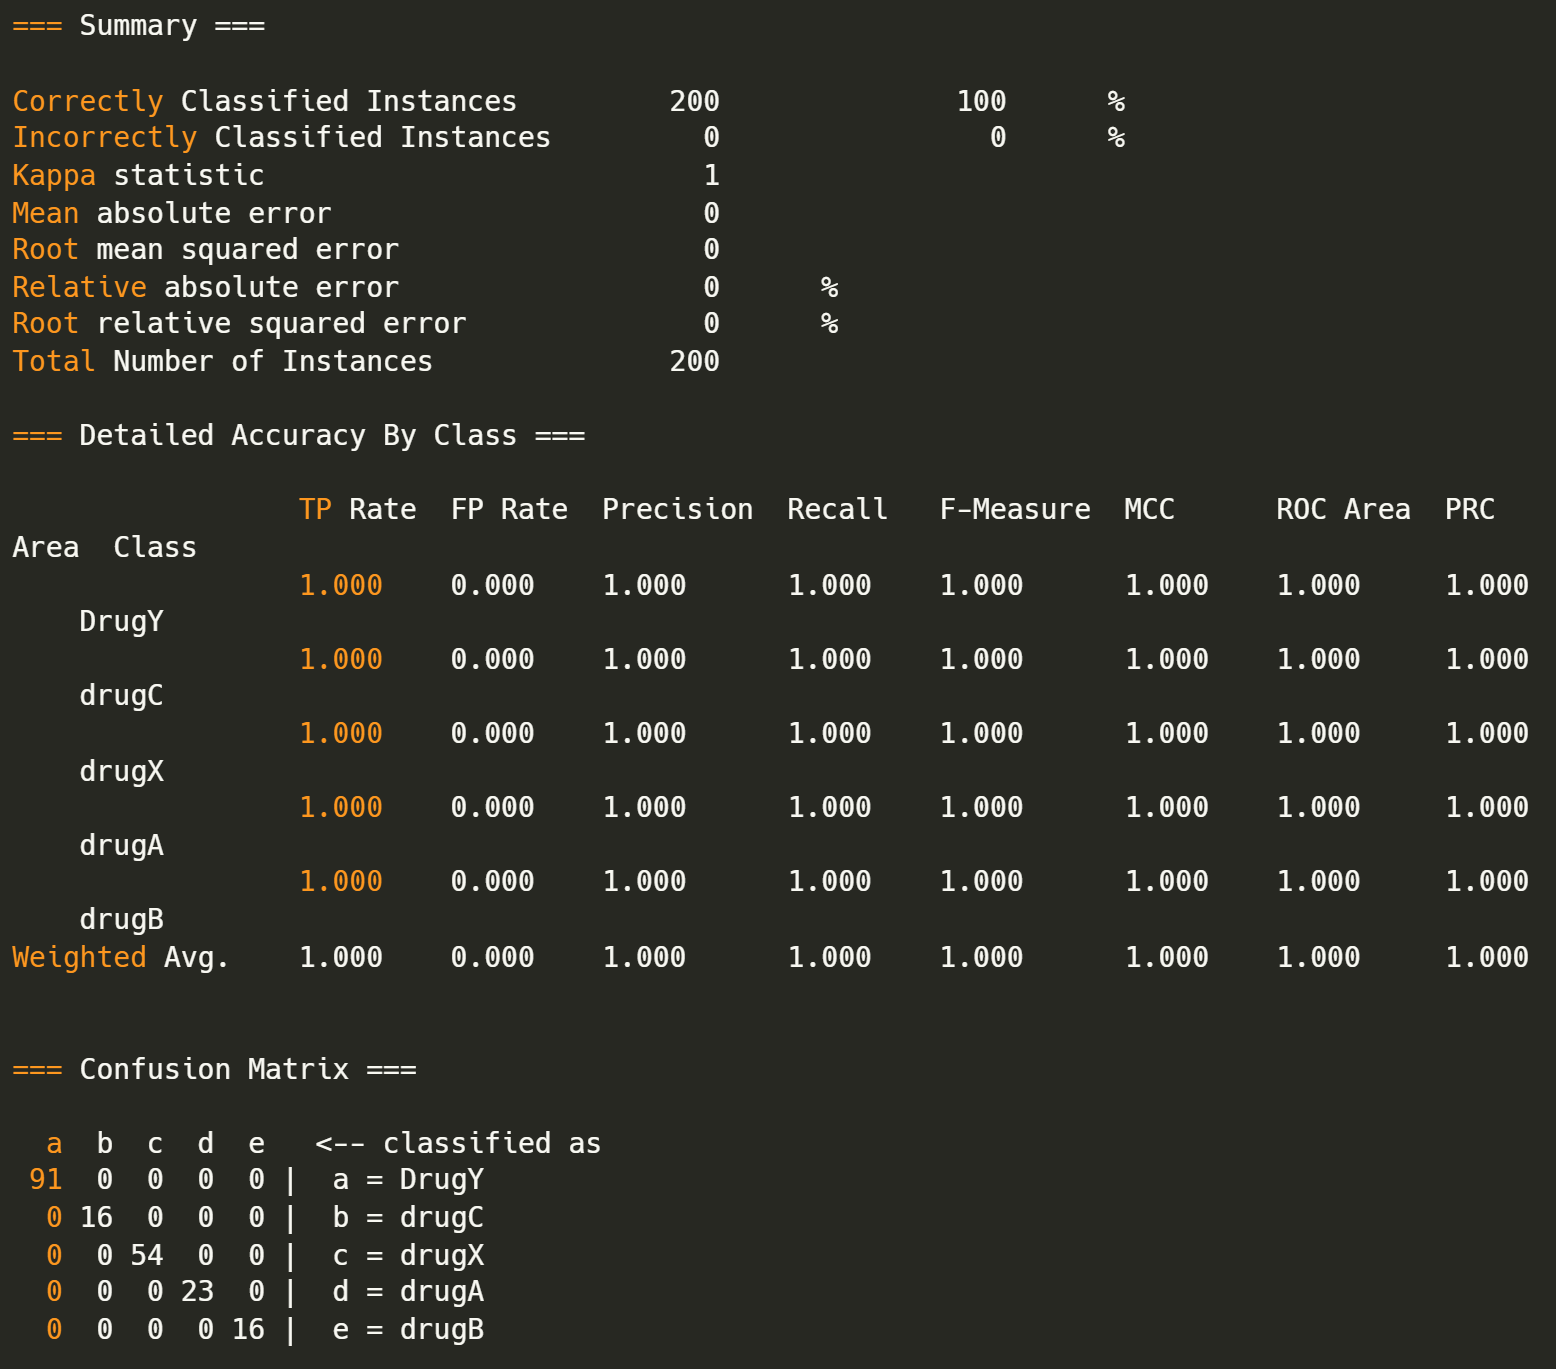 === Summary ===
Correctly Classified Instances 200 100 %
Incorrectly Classified Instances 0 0 %
Kappa statistic 1
Mean absolute error 0
Root mean squared error 0
Relative absolute error 0 %
Root relative squared error 0 %
Total Number of Instances 200
=== Detailed Accuracy By Class ===
TP Rate FP Rate Precision Recall F-Measure MCC ROC Area PRC
Area Class
1.000 0.000 1.000 1.000 1.000 1.000 1.000 1.000
DrugY
1.000 0.000 1.000 1.000 1.000 1.000 1.000 1.000
drugC
1.000 0.000 1.000 1.000 1.000 1.000 1.000 1.000
drugX
1.000 0.000 1.000 1.000 1.000 1.000 1.000 1.000
drugA
1.000 0.000 1.000 1.000 1.000 1.000 1.000 1.000
drugB
Weighted Avg. 1.000 0.000 1.000 1.000 1.000 1.000 1.000 1.000
=== Confusion Matrix ===
a b c d e <-- classified as
91 0 0 0 0 | a = DrugY
0 16 0 0 0 | b = drugC
0 0 54 0 0 | c = drugX
0 0 0 23 0 | d = drugA
0 0 0 0 16 | e = drugB